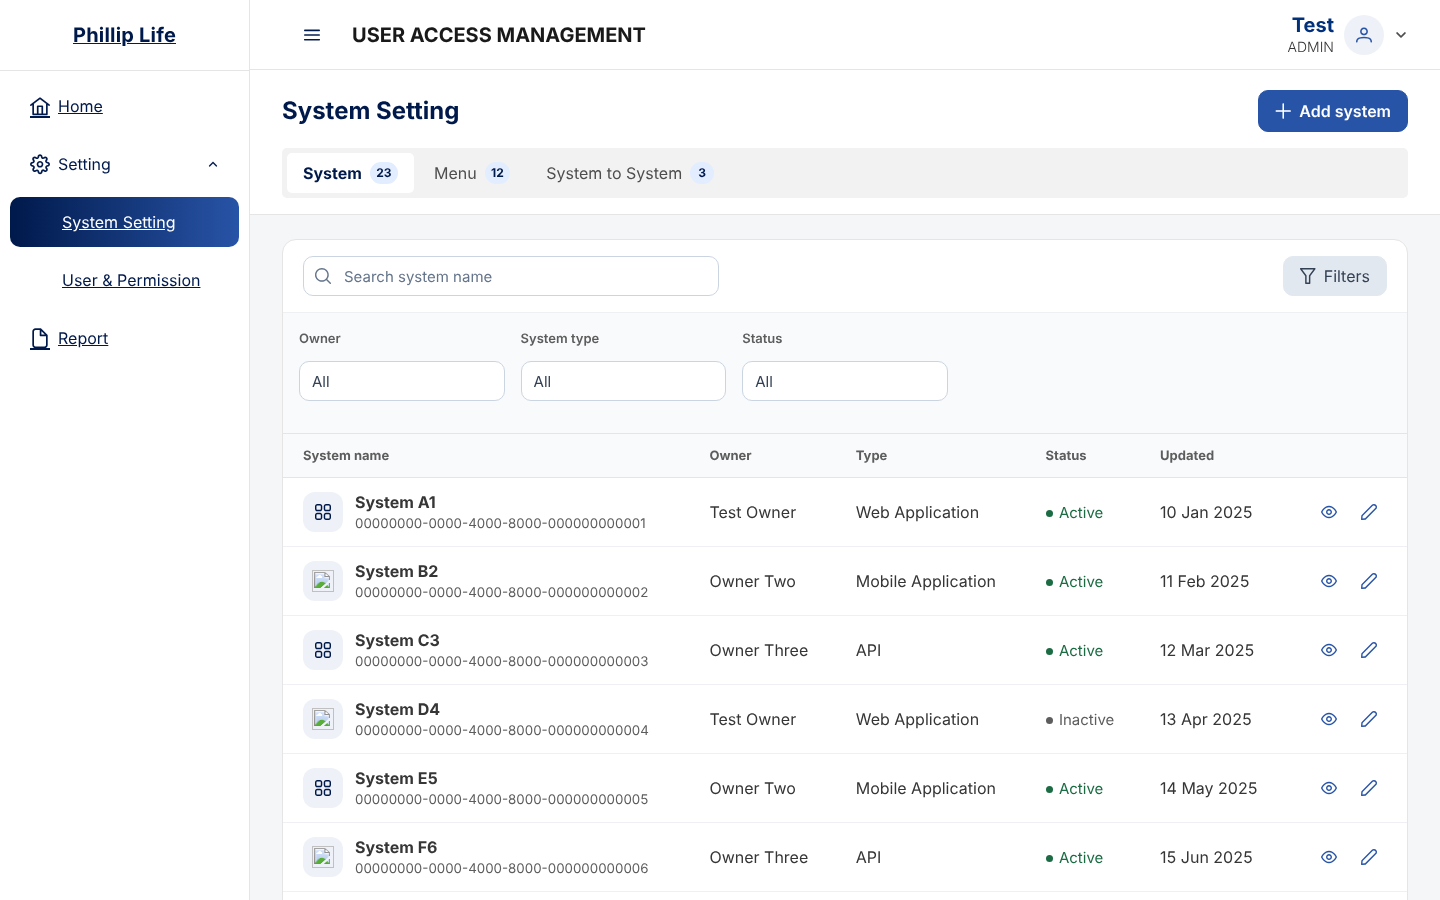 Phillip Life
USER ACCESS MANAGEMENT
Test
ADMIN
Home
Setting
System Setting
User & Permission
Report
System Setting
Add system
System 23
Menu 12
System to System 3
Search system name
Filters
Owner
System type
Status
All
All
All
System name Owner Type Status Updated
System A1
00000000-0000-4000-8000-000000000001
Test Owner Web Application Active 10 Jan 2025
System B2
00000000-0000-4000-8000-000000000002
Owner Two Mobile Application Active 11 Feb 2025
System C3
00000000-0000-4000-8000-000000000003
Owner Three API Active 12 Mar 2025
System D4
00000000-0000-4000-8000-000000000004
Test Owner Web Application Inactive 13 Apr 2025
System E5
00000000-0000-4000-8000-000000000005
Owner Two Mobile Application Active 14 May 2025
System F6
00000000-0000-4000-8000-000000000006
Owner Three API Active 15 Jun 2025